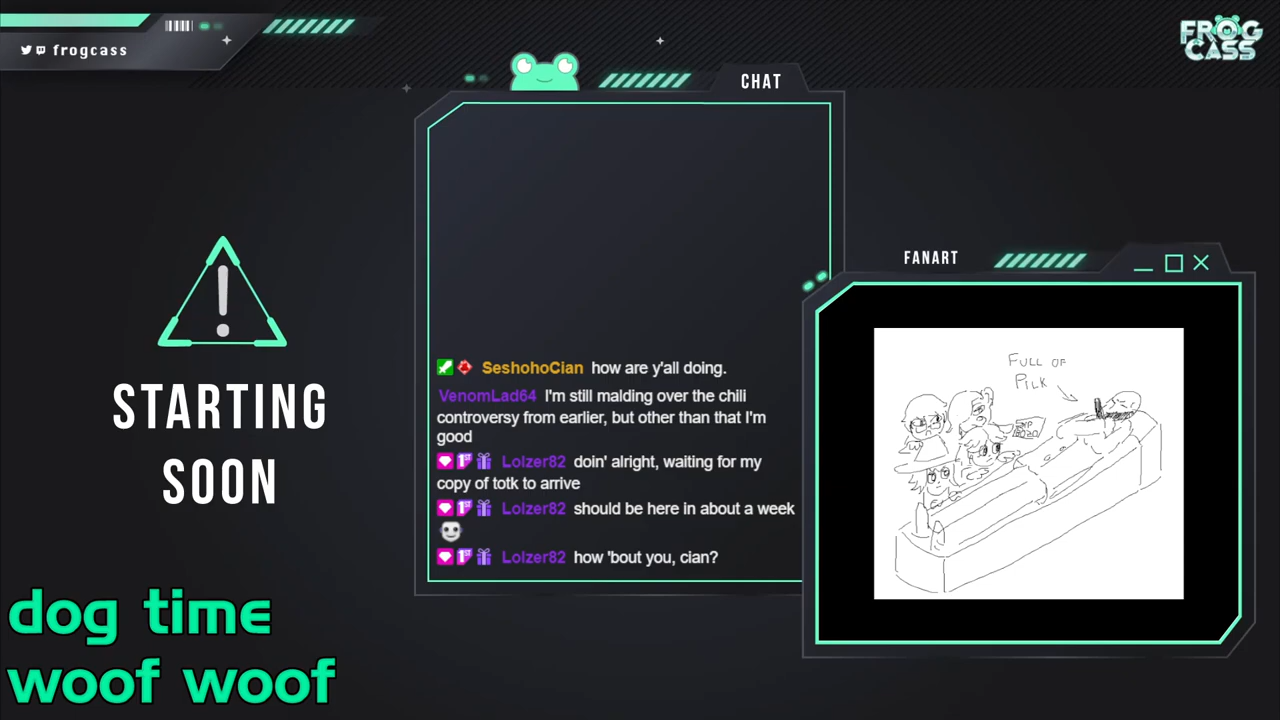 frogcass
FROG
CASS
CHAT
SeshohoCian how are y'all doing.
VenomLad64 I'm still malding over the chili
controversy from earlier, but other than that I'm
good
Lolzer82 doin' alright, waiting for my
copy of totk to arrive
Lolzer82 should be here in about a week
Lolzer82 how 'bout you, cian?
FANART
FULL OF
PILK
STARTING
SOON
dog time
woof woof